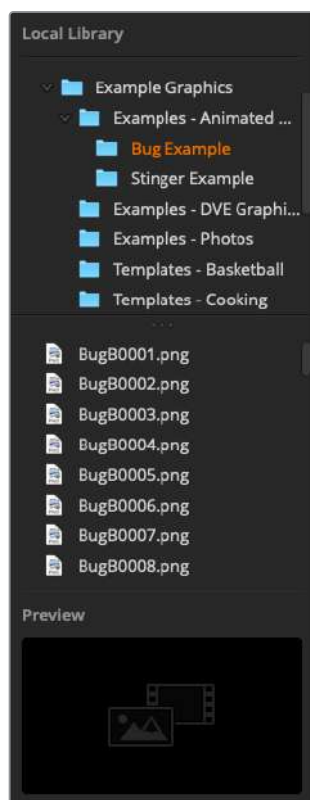 Local Library
Example Graphics
Examples - Animated ...
Bug Example
Stinger Example
Examples - DVE Graphi...
Examples - Photos
Templates - Basketball
Templates - Cooking
BugB0001.png
BugB0002.png
BugB0003.png
BugB0004.png
BugB0005.png
BugB0006.png
BugB0007.png
BugB0008.png
Preview